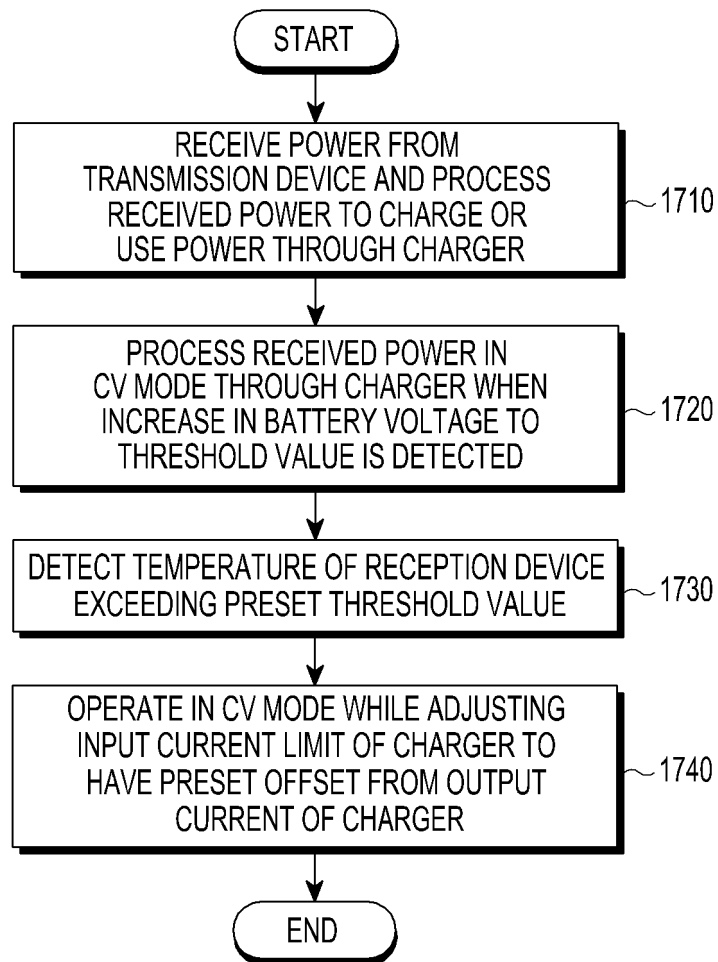 START
RECEIVE POWER FROM
TRANSMISSION DEVICE AND PROCESS
RECEIVED POWER TO CHARGE OR
USE POWER THROUGH CHARGER
1710
PROCESS RECEIVED POWER IN
CV MODE THROUGH CHARGER WHEN
INCREASE IN BATTERY VOLTAGE TO
THRESHOLD VALUE IS DETECTED
1720
DETECT TEMPERATURE OF RECEPTION DEVICE
EXCEEDING PRESET THRESHOLD VALUE
1730
OPERATE IN CV MODE WHILE ADJUSTING
INPUT CURRENT LIMIT OF CHARGER TO
HAVE PRESET OFFSET FROM OUTPUT
CURRENT OF CHARGER
1740
END